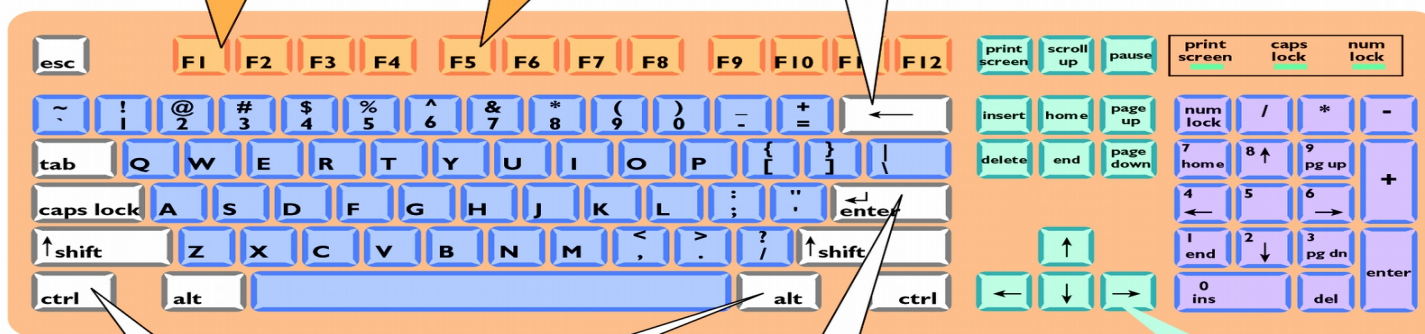 esc F1 F2 F3 F4 F5 F6 F7 F8 F9 F10 F12 print screen scroll up pause print screen caps lock num lock
~ ` ! 1 @ 2 # 3 $ 4 % 5 ^ 6 & 7 * 8 ( 9 ) 0 _ - + = ← insert home page up num lock / * -
tab Q W E R T Y U I O P { [ } ] | \ delete end page down 7 home 8 ↑ 9 pg up +
caps lock A S D F G H J K L : ; " ' ↵ enter 4 ← 5 6 →
↑ shift Z X C V B N M < , > . ? / ↑ shift ↑ 1 end 2 ↓ 3 pg dn enter
ctrl alt alt ctrl ← ↓ → 0 ins del